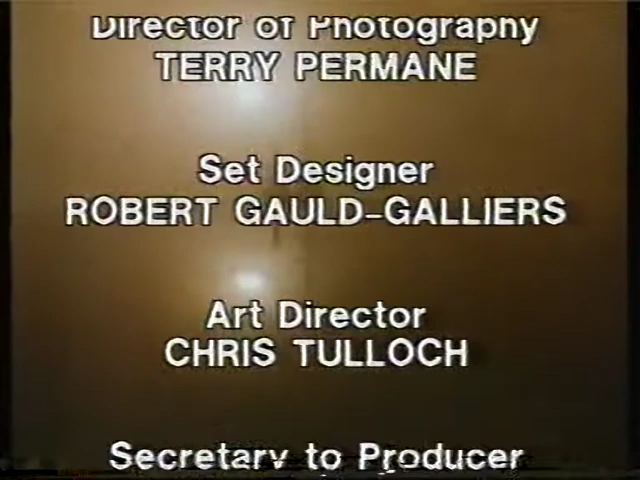 Director of Photography
TERRY PERMANE
Set Designer
ROBERT GAULD-GALLIERS
Art Director
CHRIS TULLOCH
Secretary to Producer